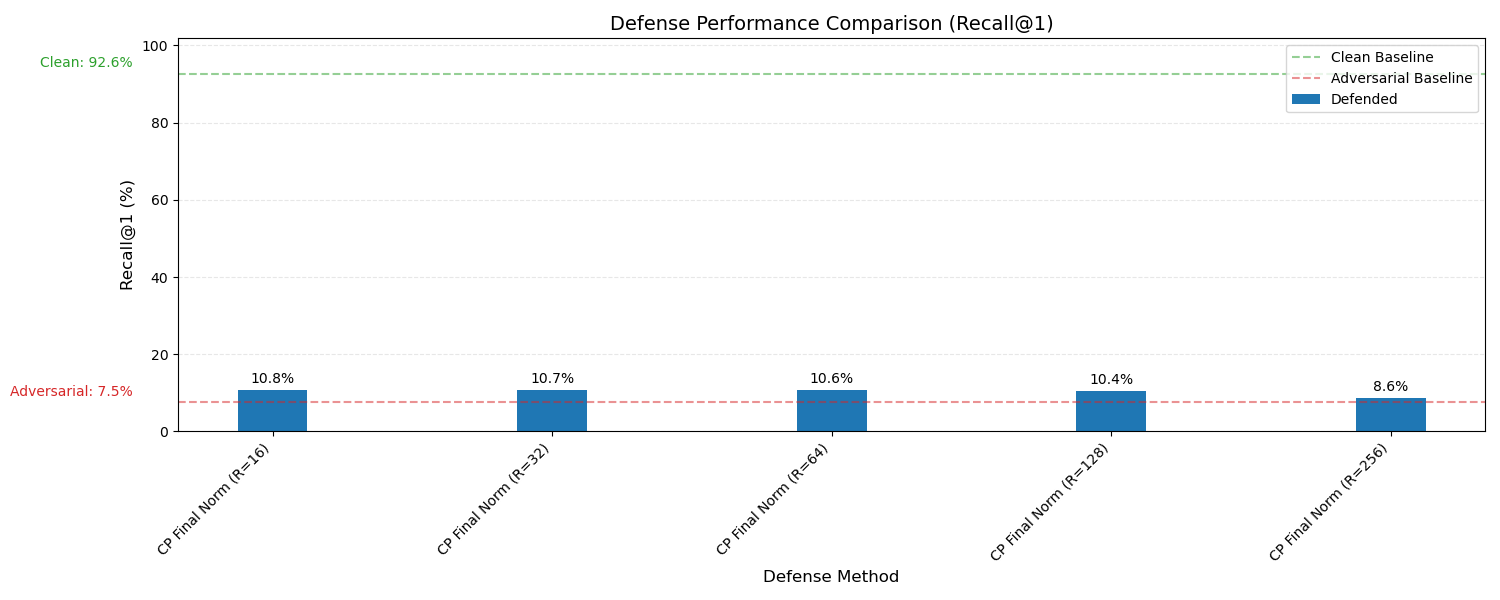 Defense Performance Comparison (Recall@1)
Clean: 92.6%
Adversarial: 7.5%
Recall@1 (%)
100
80
60
40
20
0
Clean Baseline
Adversarial Baseline
Defended
10.8%
10.7%
10.6%
10.4%
8.6%
CP Final Norm (R=16)
CP Final Norm (R=32)
CP Final Norm (R=64)
CP Final Norm (R=128)
CP Final Norm (R=256)
Defense Method